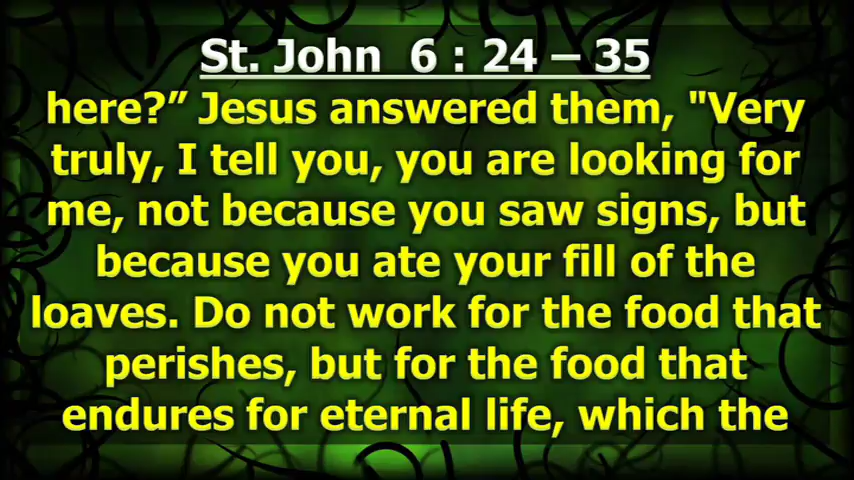 St. John  6 : 24 – 35
here?” Jesus answered them, "Very
truly, I tell you, you are looking for
me, not because you saw signs, but
because you ate your fill of the
loaves. Do not work for the food that
perishes, but for the food that
endures for eternal life, which the